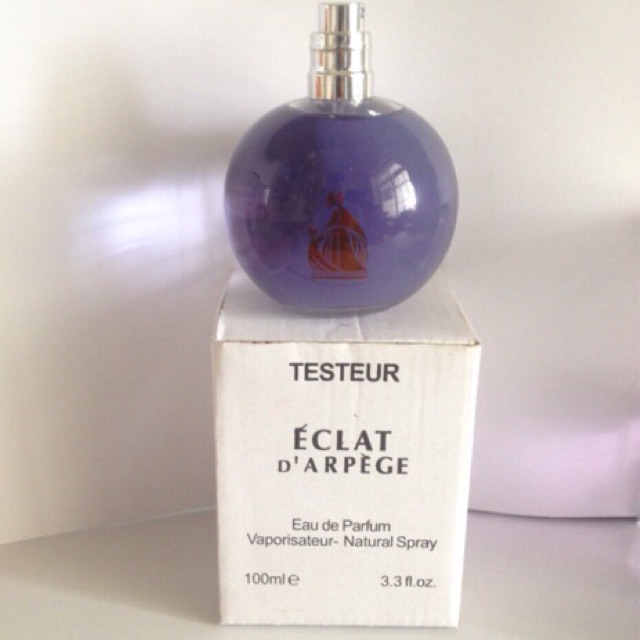 TESTEUR
ÉCLAT
D'ARPÈGE
Eau de Parfum
Vaporisateur- Natural Spray
100ml e 3.3 fl.oz.